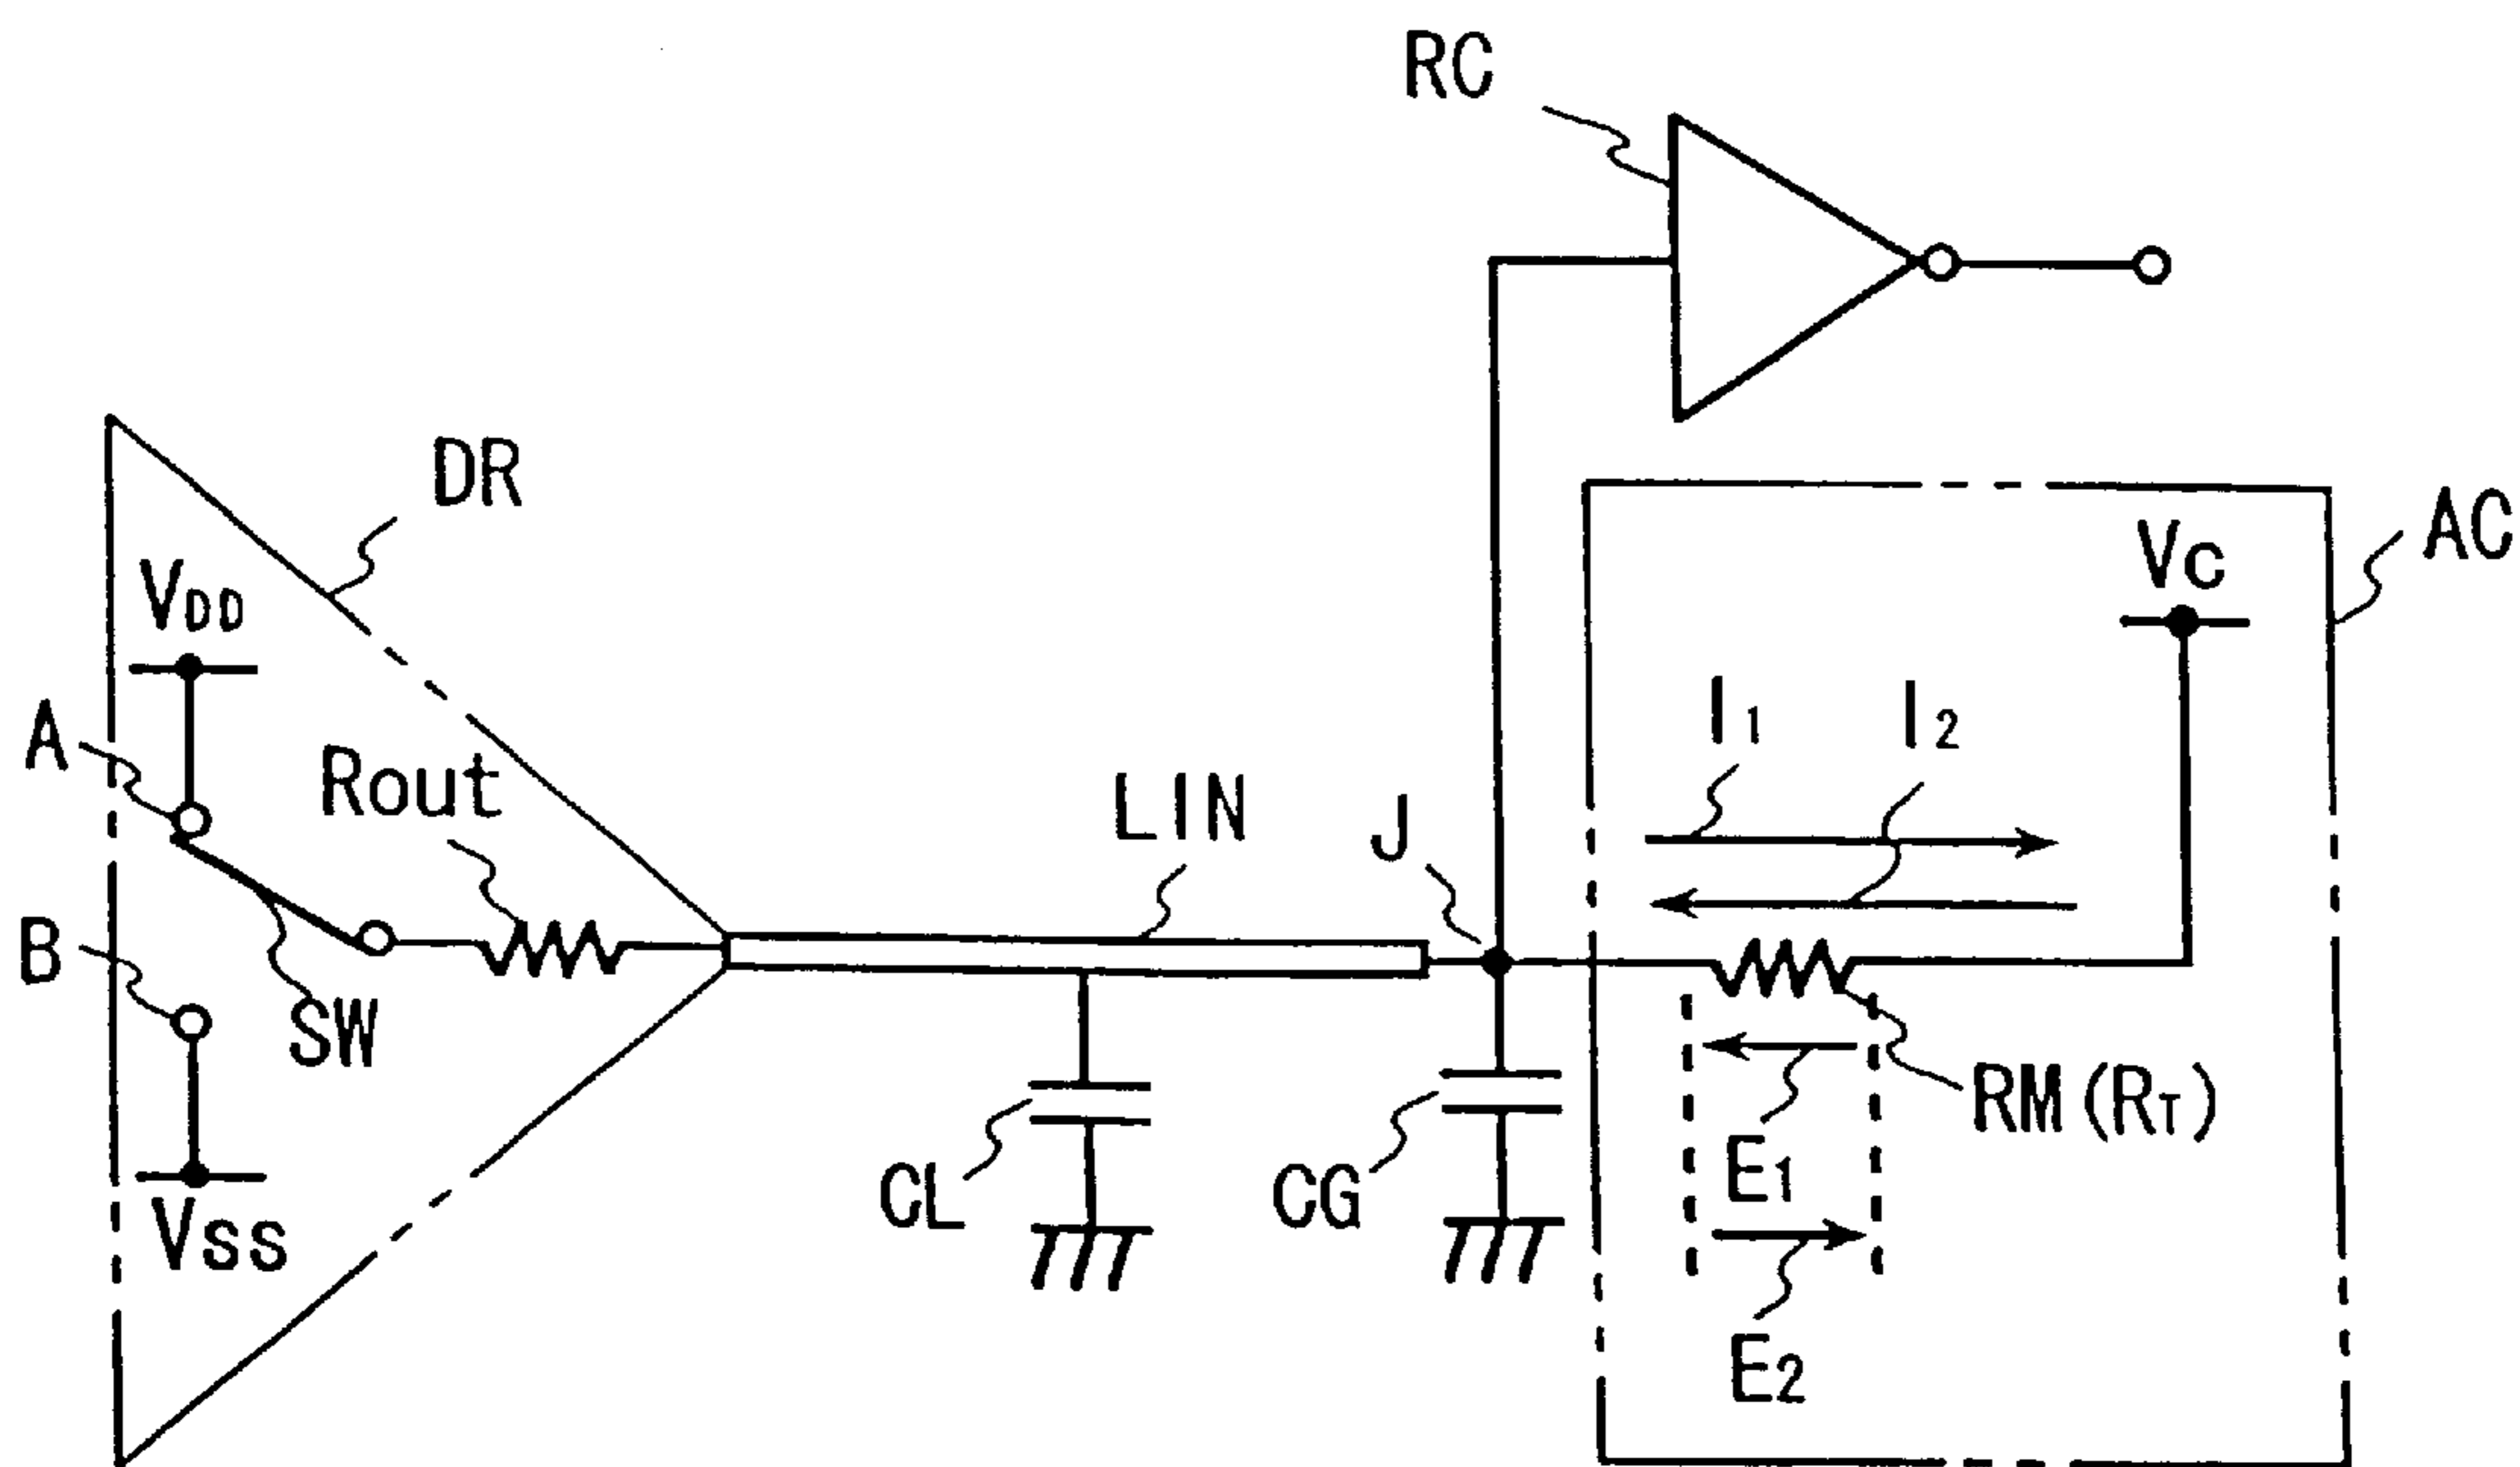 RC
DR
AC
VDD
VC
A
I1
I2
Rout
LIN
J
B
SW
RM(RT)
E1
CL
CG
VSS
E2